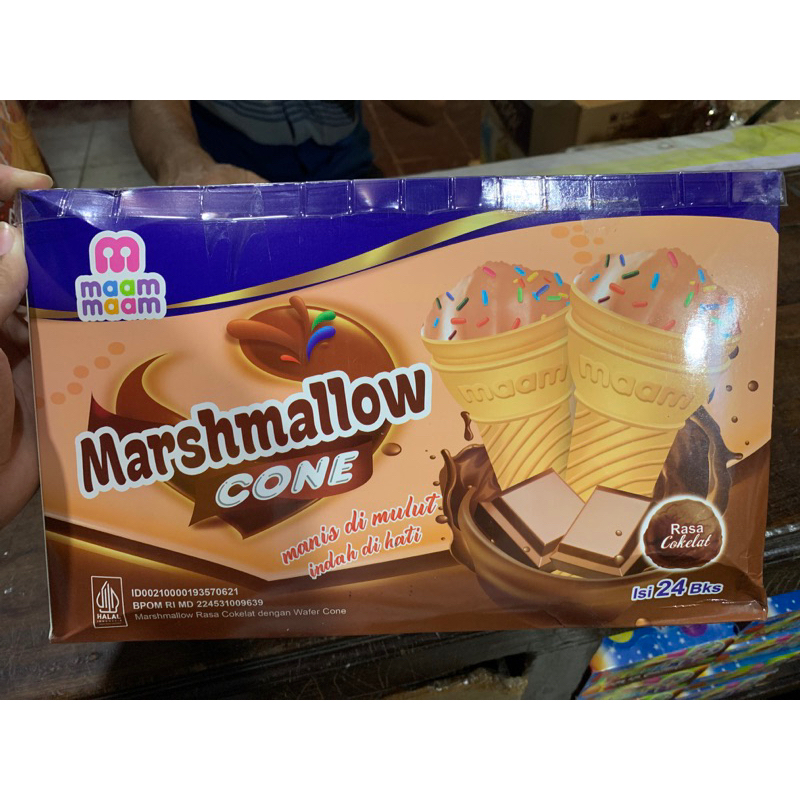 m
maam
maam
Marshmallow
CONE
manis di mulut
indah di hati
maam
maam
Rasa
Cokelat
Isi 24 Bks
HALAL
INDONESIA
ID00210000193570621
BPOM RI MD 224531009639
Marshmallow Rasa Cokelat dengan Wafer Cone